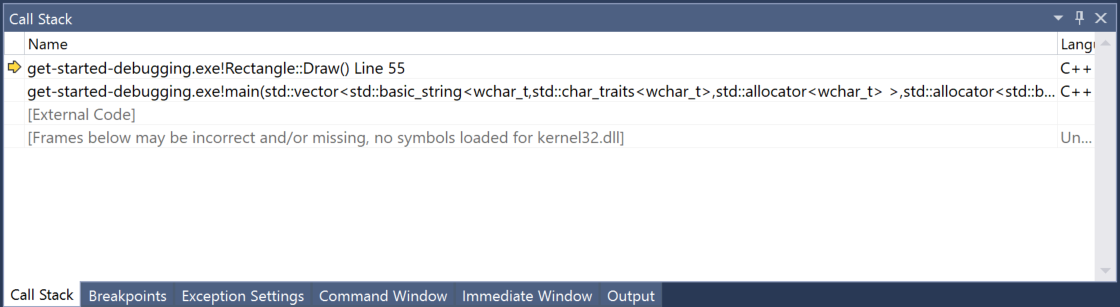 Call Stack
Name Langu
get-started-debugging.exe!Rectangle::Draw() Line 55 C++
get-started-debugging.exe!main(std::vector<std::basic_string<wchar_t,std::char_traits<wchar_t>,std::allocator<wchar_t> >,std::allocator<std::b... C++
[External Code]
[Frames below may be incorrect and/or missing, no symbols loaded for kernel32.dll] Un...
Call Stack Breakpoints Exception Settings Command Window Immediate Window Output